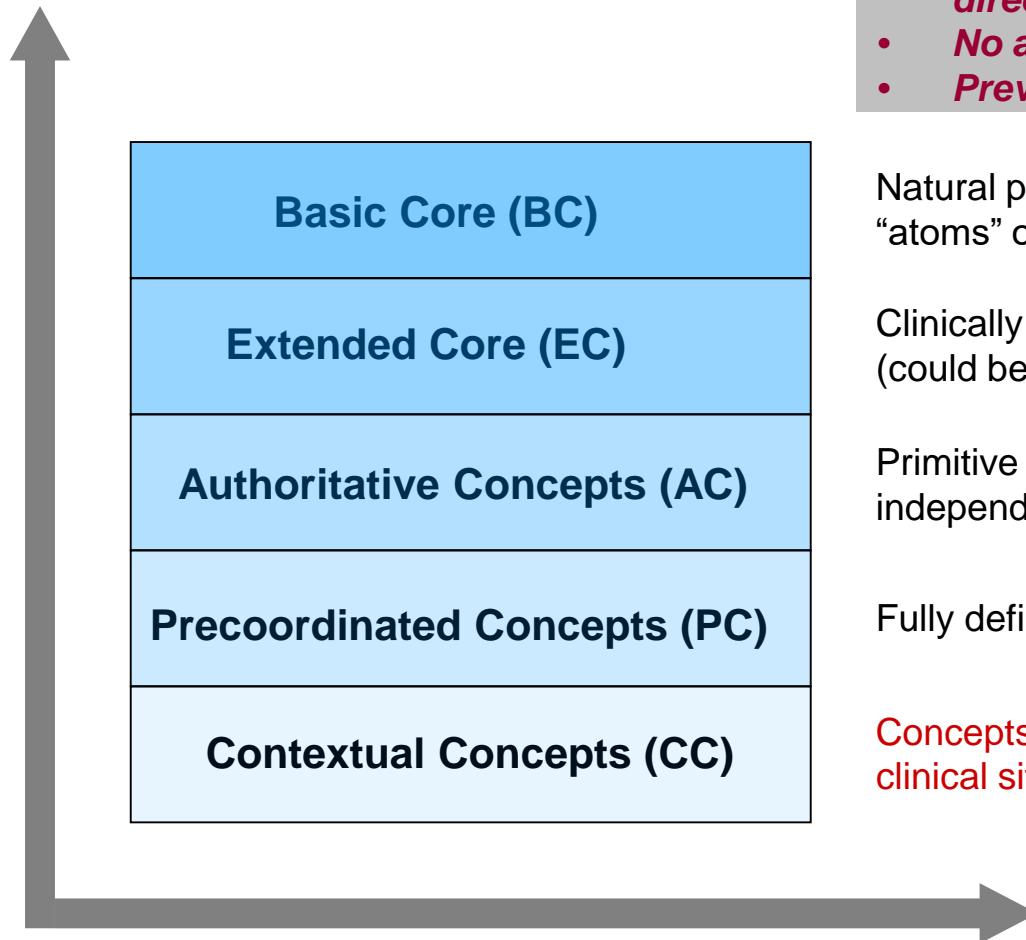 direc
• No a
• Prev
Basic Core (BC)
Natural p
“atoms” o
Extended Core (EC)
Clinically
(could be
Authoritative Concepts (AC)
Primitive
independ
Precoordinated Concepts (PC)
Fully defi
Contextual Concepts (CC)
Concepts
clinical si